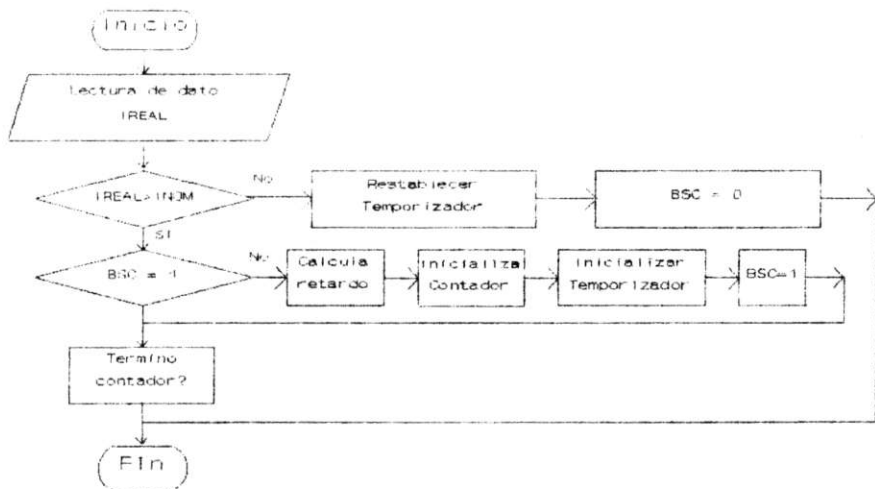 Inicio
Lectura de dato
IREAL
IREAL>INOM
No
Restablecer
Temporizador
BSC = 0
SI
BSC = 1
No
Calcula
retardo
Inicializa
Contador
Inicializar
Temporizador
BSC=1
Termino
contador?
Fin